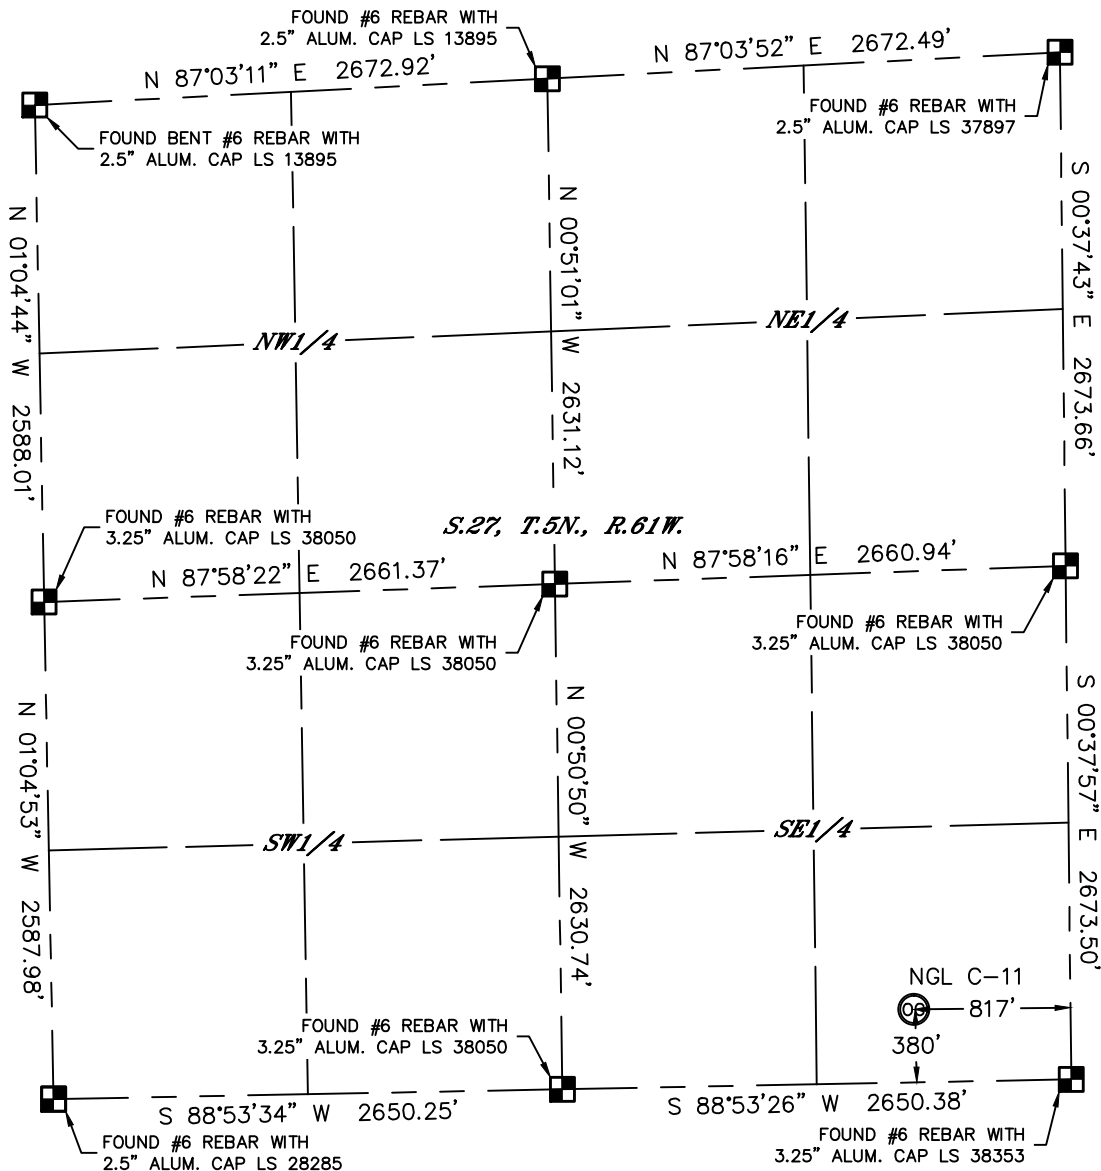 FOUND #6 REBAR WITH
2.5" ALUM. CAP LS 13895
N 87°03'11" E 2672.92'
N 87°03'52" E 2672.49'
FOUND BENT #6 REBAR WITH
2.5" ALUM. CAP LS 13895
FOUND #6 REBAR WITH
2.5" ALUM. CAP LS 37897
N 01°04'44" W 2588.01'
N 00°51'01" W 2631.12'
S 00°37'43" E 2673.66'
NW1/4
NE1/4
FOUND #6 REBAR WITH
3.25" ALUM. CAP LS 38050
S.27, T.5N., R.61W.
N 87°58'22" E 2661.37'
N 87°58'16" E 2660.94'
FOUND #6 REBAR WITH
3.25" ALUM. CAP LS 38050
FOUND #6 REBAR WITH
3.25" ALUM. CAP LS 38050
N 01°04'53" W 2587.98'
N 00°50'50" W 2630.74'
S 00°37'57" E 2673.50'
SW1/4
SE1/4
NGL C-11
OG
817'
380'
FOUND #6 REBAR WITH
3.25" ALUM. CAP LS 38050
S 88°53'34" W 2650.25'
S 88°53'26" W 2650.38'
FOUND #6 REBAR WITH
2.5" ALUM. CAP LS 28285
FOUND #6 REBAR WITH
3.25" ALUM. CAP LS 38353